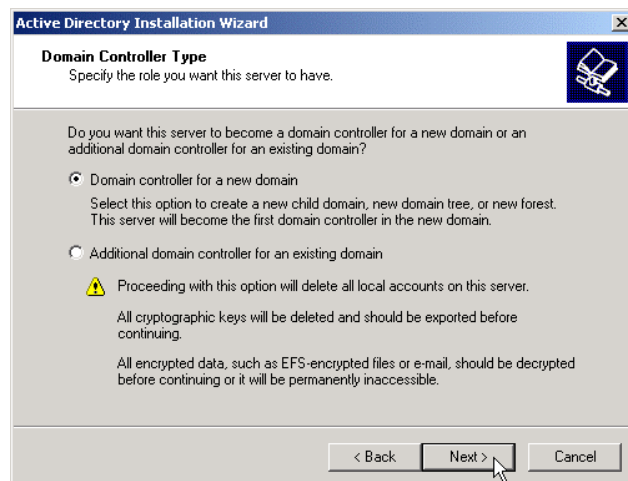 Active Directory Installation Wizard
Domain Controller Type
Specify the role you want this server to have.
Do you want this server to become a domain controller for a new domain or an
additional domain controller for an existing domain?
Domain controller for a new domain
Select this option to create a new child domain, new domain tree, or new forest.
This server will become the first domain controller in the new domain.
Additional domain controller for an existing domain
Proceeding with this option will delete all local accounts on this server.
All cryptographic keys will be deleted and should be exported before
continuing.
All encrypted data, such as EFS-encrypted files or e-mail, should be decrypted
before continuing or it will be permanently inaccessible.
< Back Next > Cancel